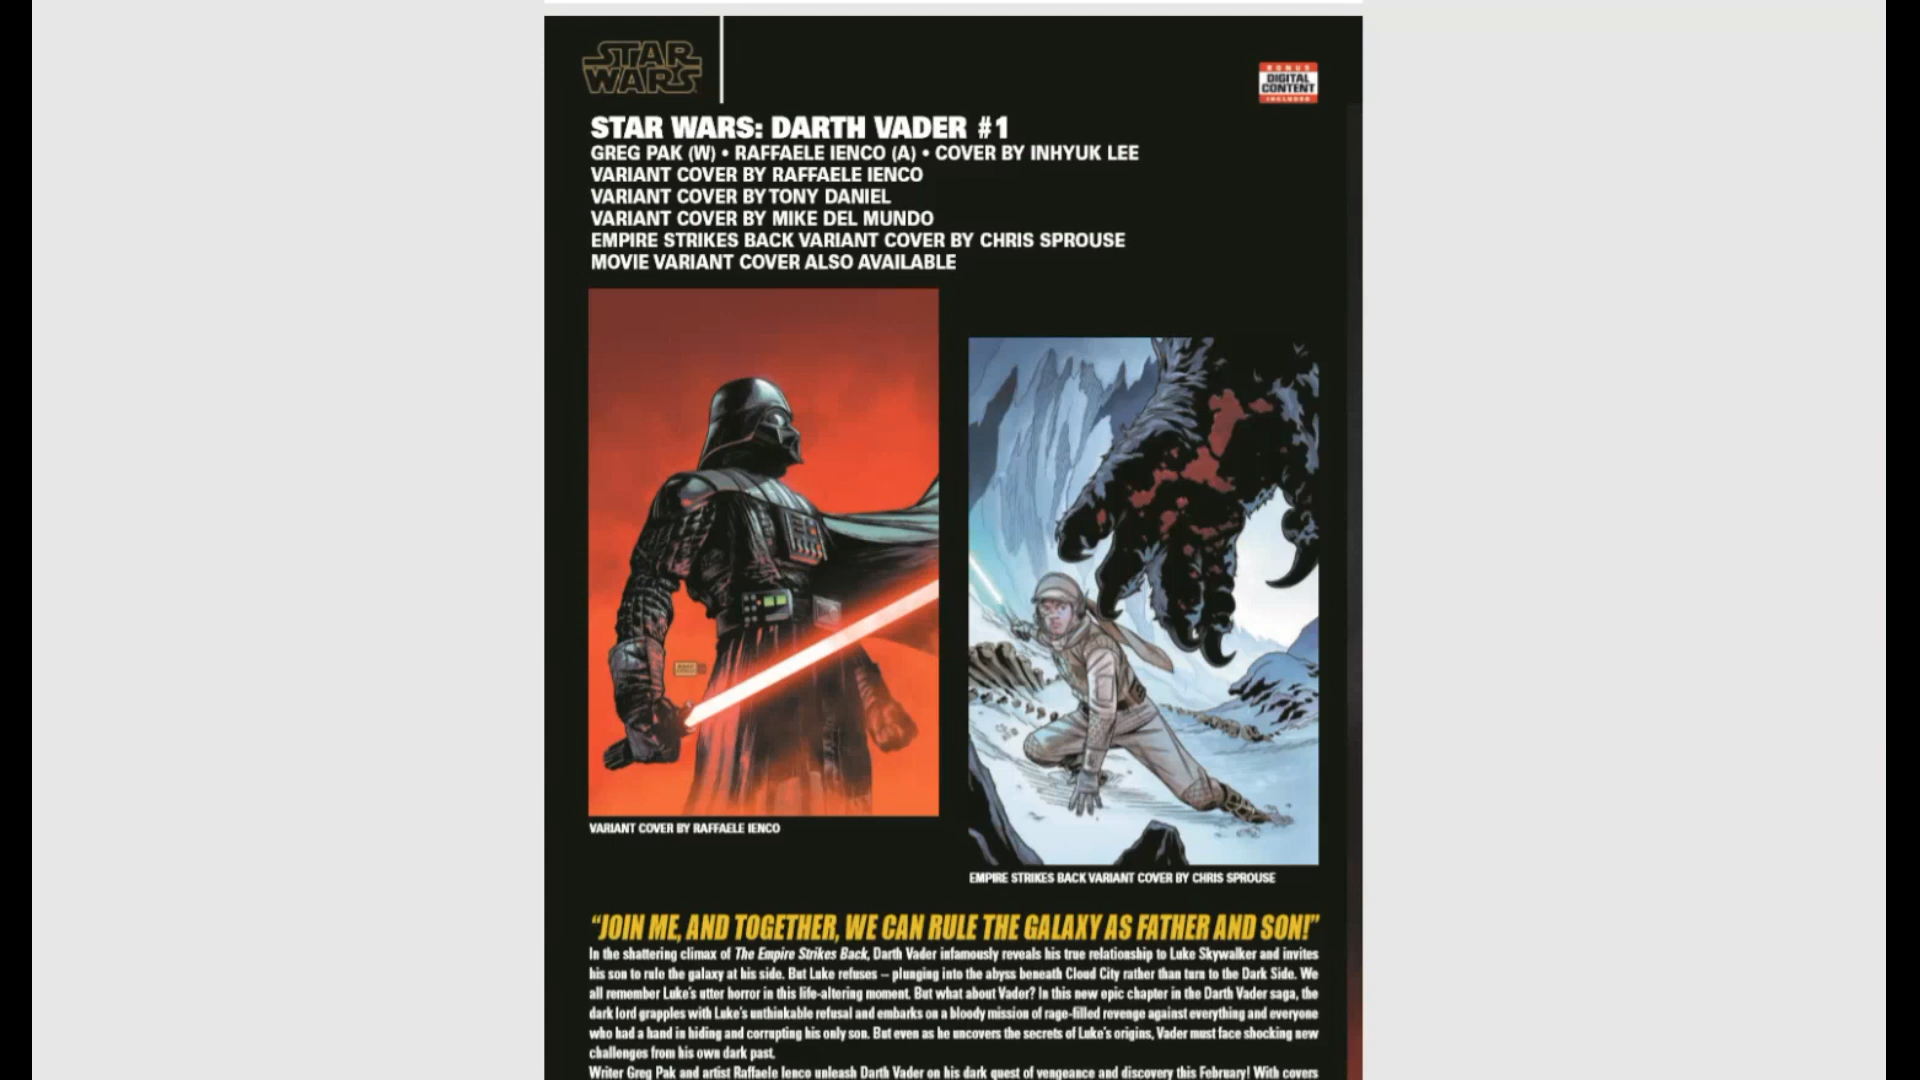 STAR
WARS
BONUS
DIGITAL
CONTENT
INCLUDED
STAR WARS: DARTH VADER #1
GREG PAK (W) • RAFFAELE IENCO (A) • COVER BY INHYUK LEE
VARIANT COVER BY RAFFAELE IENCO
VARIANT COVER BY TONY DANIEL
VARIANT COVER BY MIKE DEL MUNDO
EMPIRE STRIKES BACK VARIANT COVER BY CHRIS SPROUSE
MOVIE VARIANT COVER ALSO AVAILABLE
VARIANT COVER BY RAFFAELE IENCO
EMPIRE STRIKES BACK VARIANT COVER BY CHRIS SPROUSE
“JOIN ME, AND TOGETHER, WE CAN RULE THE GALAXY AS FATHER AND SON!”
In the shattering climax of The Empire Strikes Back, Darth Vader infamously reveals his true relationship to Luke Skywalker and invites
his son to rule the galaxy at his side. But Luke refuses – plunging into the abyss beneath Cloud City rather than turn to the Dark Side. We
all remember Luke's utter horror in this life-altering moment. But what about Vader? In this new epic chapter in the Darth Vader saga, the
dark lord grapples with Luke's unthinkable refusal and embarks on a bloody mission of rage-filled revenge against everything and everyone
who had a hand in hiding and corrupting his only son. But even as he uncovers the secrets of Luke's origins, Vader must face shocking new
challenges from his own dark past.
Writer Greg Pak and artist Raffaele Ienco unleash Darth Vader on his dark quest of vengeance and discovery this February! With covers